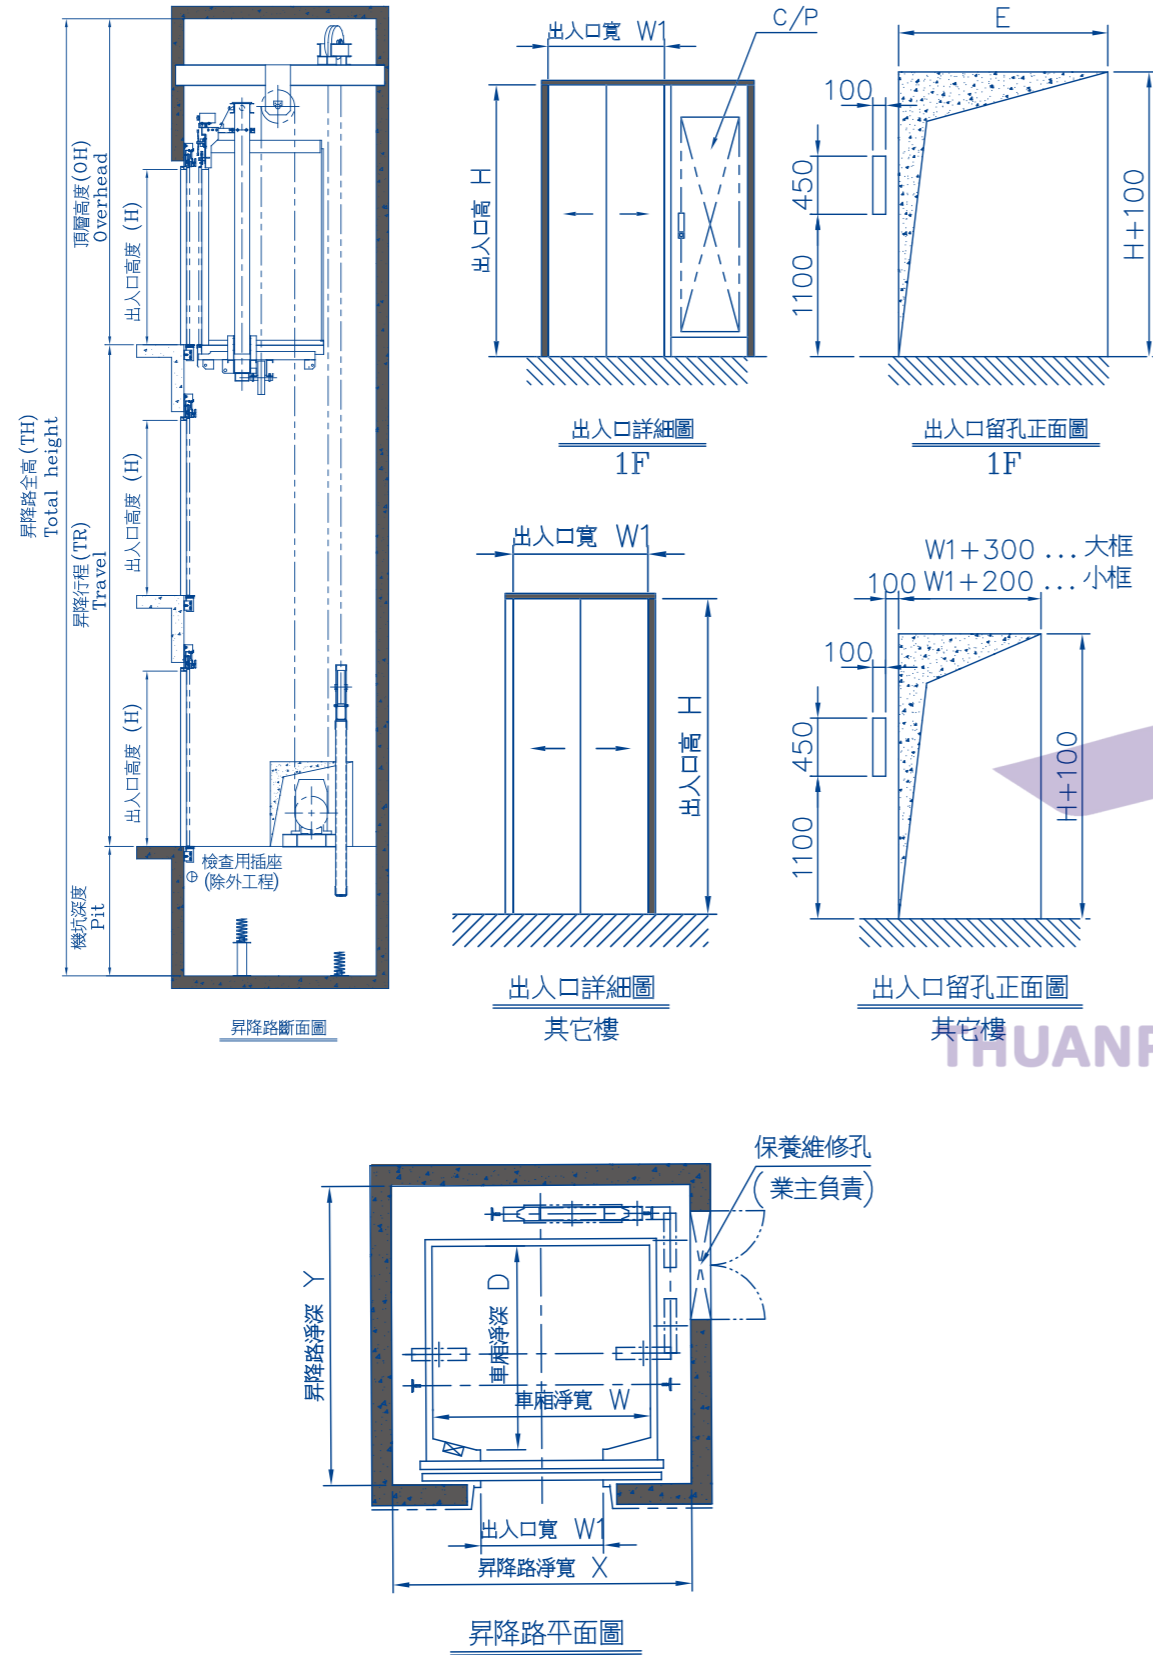 昇降路全高(TH)
Total height
頂層高度(OH)
Overhead
昇降行程(TR)
Travel
機坑深度
Pit
出入口高度 (H)
出入口高度 (H)
出入口高度 (H)
檢查用插座
(除外工程)
昇降路斷面圖
出入口寬 W1
C/P
出入口高 H
出入口詳細圖
1F
E
100
450
1100
H+100
出入口留孔正面圖
1F
出入口寬 W1
出入口高 H
出入口詳細圖
其它樓
W1+300 ... 大框
100 W1+200 ... 小框
100
450
1100
H+100
出入口留孔正面圖
其它樓
THUANP
保養維修孔
(業主負責)
昇降路淨深 Y
車廂淨深 D
車廂淨寬 W
出入口寬 W1
昇降路淨寬 X
昇降路平面圖